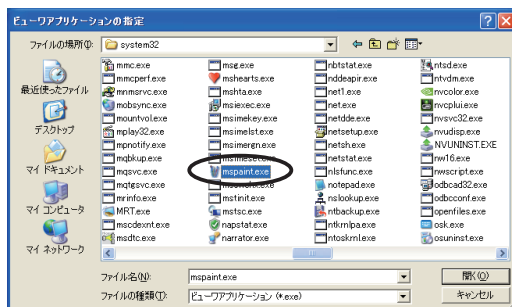 ビューワアプリケーションの指定
ファイルの場所(I):
system32
最近使ったファイル
デスクトップ
マイ ドキュメント
マイ コンピュータ
マイ ネットワーク
mmc.exe
mmcperf.exe
mnmsrvc.exe
mobsync.exe
mountvol.exe
mplay32.exe
mpnotify.exe
mqbkup.exe
mqsvc.exe
mqtgsvc.exe
mrinfo.exe
MRT.exe
mscdexnt.exe
msdtc.exe
msg.exe
mshearts.exe
mshta.exe
msiexec.exe
msimekey.exe
msimelst.exe
msimergn.exe
msimeset.exe
mspaint.exe
mstinit.exe
mstsc.exe
napstat.exe
narrator.exe
nbtstat.exe
nddeapir.exe
net1.exe
net.exe
netdde.exe
netsetup.exe
netsh.exe
netstat.exe
nlsfunc.exe
notepad.exe
nslookup.exe
ntbackup.exe
ntkrnlpa.exe
ntoskrnl.exe
ntsd.exe
ntvdm.exe
nvcolor.exe
nvcplui.exe
nvsvc32.exe
nvudisp.exe
NVUNINST.EXE
nw16.exe
nwscript.exe
odbcad32.exe
odbcconf.exe
openfiles.exe
osk.exe
osuninst.exe
ファイル名(N):
mspaint.exe
開く(O)
ファイルの種類(T):
ビューワアプリケーション (*.exe)
キャンセル